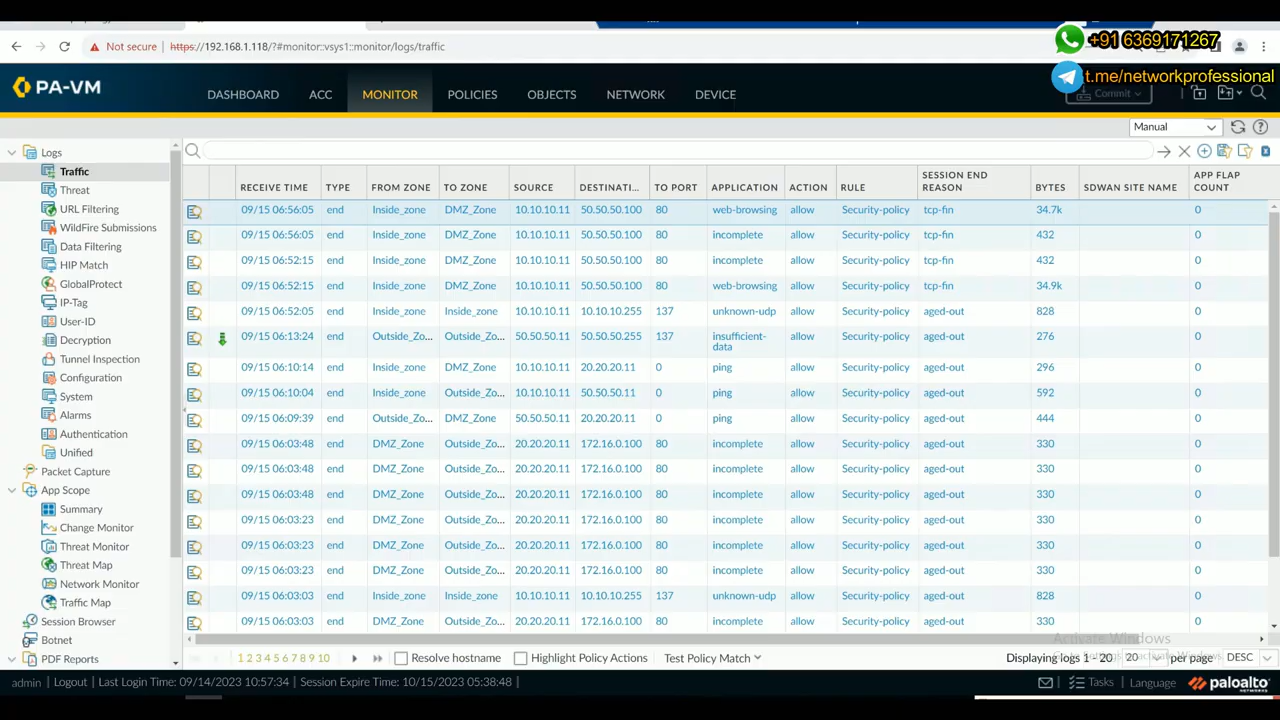 Not secure | https://192.168.1.118/?#monitor::vsys1::monitor/logs/traffic
+91 6369171267
t.me/networkprofessional
PA-VM
DASHBOARD ACC MONITOR POLICIES OBJECTS NETWORK DEVICE
Commit
Manual
Logs
Traffic
Threat
URL Filtering
WildFire Submissions
Data Filtering
HIP Match
GlobalProtect
IP-Tag
User-ID
Decryption
Tunnel Inspection
Configuration
System
Alarms
Authentication
Unified
Packet Capture
App Scope
Summary
Change Monitor
Threat Monitor
Threat Map
Network Monitor
Traffic Map
Session Browser
Botnet
PDF Reports
RECEIVE TIME TYPE FROM ZONE TO ZONE SOURCE DESTINATI... TO PORT APPLICATION ACTION RULE SESSION END REASON BYTES SDWAN SITE NAME APP FLAP COUNT
09/15 06:56:05 end Inside_zone DMZ_Zone 10.10.10.11 50.50.50.100 80 web-browsing allow Security-policy tcp-fin 34.7k 0
09/15 06:56:05 end Inside_zone DMZ_Zone 10.10.10.11 50.50.50.100 80 incomplete allow Security-policy tcp-fin 432 0
09/15 06:52:15 end Inside_zone DMZ_Zone 10.10.10.11 50.50.50.100 80 incomplete allow Security-policy tcp-fin 432 0
09/15 06:52:15 end Inside_zone DMZ_Zone 10.10.10.11 50.50.50.100 80 web-browsing allow Security-policy tcp-fin 34.9k 0
09/15 06:52:05 end Inside_zone Inside_zone 10.10.10.11 10.10.10.255 137 unknown-udp allow Security-policy aged-out 828 0
09/15 06:13:24 end Outside_Zo... Outside_Zo... 50.50.50.11 50.50.50.255 137 insufficient-data allow Security-policy aged-out 276 0
09/15 06:10:14 end Inside_zone DMZ_Zone 10.10.10.11 20.20.20.11 0 ping allow Security-policy aged-out 296 0
09/15 06:10:04 end Inside_zone Outside_Zo... 10.10.10.11 50.50.50.11 0 ping allow Security-policy aged-out 592 0
09/15 06:09:39 end Outside_Zo... DMZ_Zone 50.50.50.11 20.20.20.11 0 ping allow Security-policy aged-out 444 0
09/15 06:03:48 end DMZ_Zone Outside_Zo... 20.20.20.11 172.16.0.100 80 incomplete allow Security-policy aged-out 330 0
09/15 06:03:48 end DMZ_Zone Outside_Zo... 20.20.20.11 172.16.0.100 80 incomplete allow Security-policy aged-out 330 0
09/15 06:03:48 end DMZ_Zone Outside_Zo... 20.20.20.11 172.16.0.100 80 incomplete allow Security-policy aged-out 330 0
09/15 06:03:23 end DMZ_Zone Outside_Zo... 20.20.20.11 172.16.0.100 80 incomplete allow Security-policy aged-out 330 0
09/15 06:03:23 end DMZ_Zone Outside_Zo... 20.20.20.11 172.16.0.100 80 incomplete allow Security-policy aged-out 330 0
09/15 06:03:23 end DMZ_Zone Outside_Zo... 20.20.20.11 172.16.0.100 80 incomplete allow Security-policy aged-out 330 0
09/15 06:03:03 end Inside_zone Inside_zone 10.10.10.11 10.10.10.255 137 unknown-udp allow Security-policy aged-out 828 0
09/15 06:03:03 end DMZ_Zone Outside_Zo... 20.20.20.11 172.16.0.100 80 incomplete allow Security-policy aged-out 330 0
Activate Windows
1 2 3 4 5 6 7 8 9 10 Resolve hostname Highlight Policy Actions Test Policy Match Displaying logs 1 - 20 20 per page DESC
admin | Logout | Last Login Time: 09/14/2023 10:57:34 | Session Expire Time: 10/15/2023 05:38:48 | Tasks | Language paloalto
NETWORKS